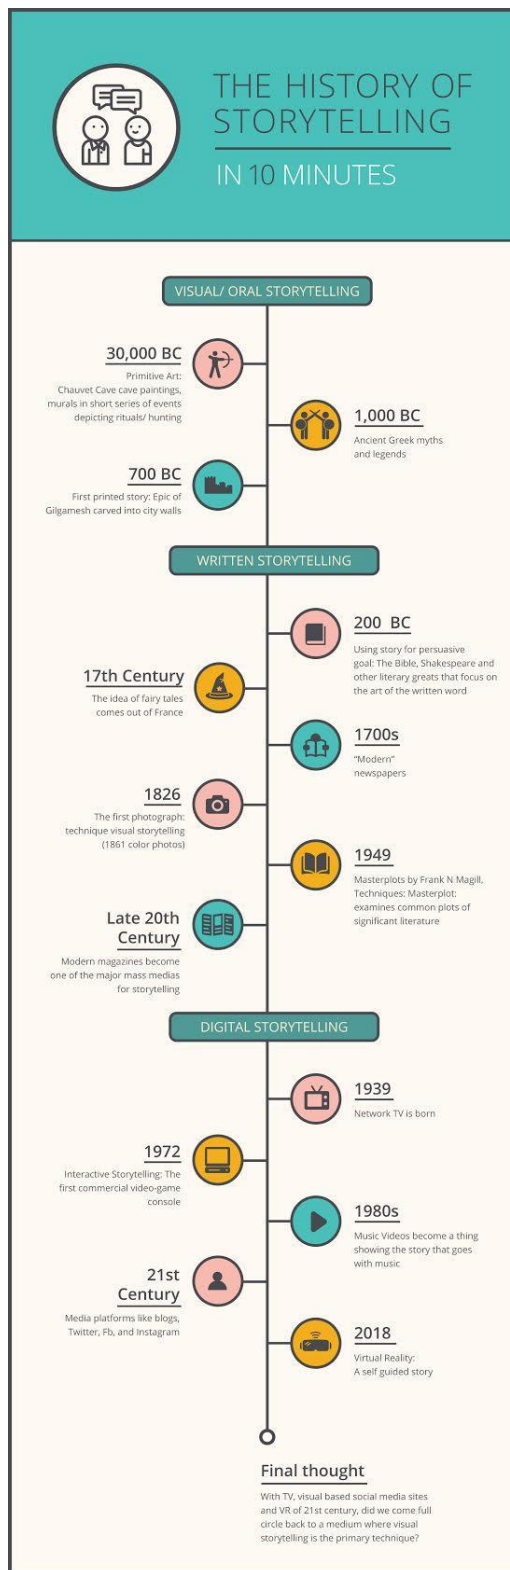 THE HISTORY OF
STORYTELLING
IN 10 MINUTES
VISUAL/ ORAL STORYTELLING
30,000 BC
Primitive Art:
Chauvet Cave cave paintings,
murals in short series of events
depicting rituals/ hunting
1,000 BC
Ancient Greek myths
and legends
700 BC
First printed story: Epic of
Gilgamesh carved into city walls
WRITTEN STORYTELLING
200 BC
Using story for persuasive
goal: The Bible, Shakespeare and
other literary greats that focus on
the art of the written word
17th Century
The idea of fairy tales
comes out of France
1700s
"Modern"
newspapers
1826
The first photograph:
technique visual storytelling
(1861 color photos)
1949
Masterplots by Frank N Magill,
Techniques: Masterplot:
examines common plots of
significant literature
Late 20th
Century
Modern magazines become
one of the major mass medias
for storytelling
DIGITAL STORYTELLING
1939
Network TV is born
1972
Interactive Storytelling: The
first commercial video-game
console
1980s
Music Videos become a thing
showing the story that goes
with music
21st
Century
Media platforms like blogs,
Twitter, Fb, and Instagram
2018
Virtual Reality:
A self guided story
Final thought
With TV, visual based social media sites
and VR of 21st century, did we come full
circle back to a medium where visual
storytelling is the primary technique?